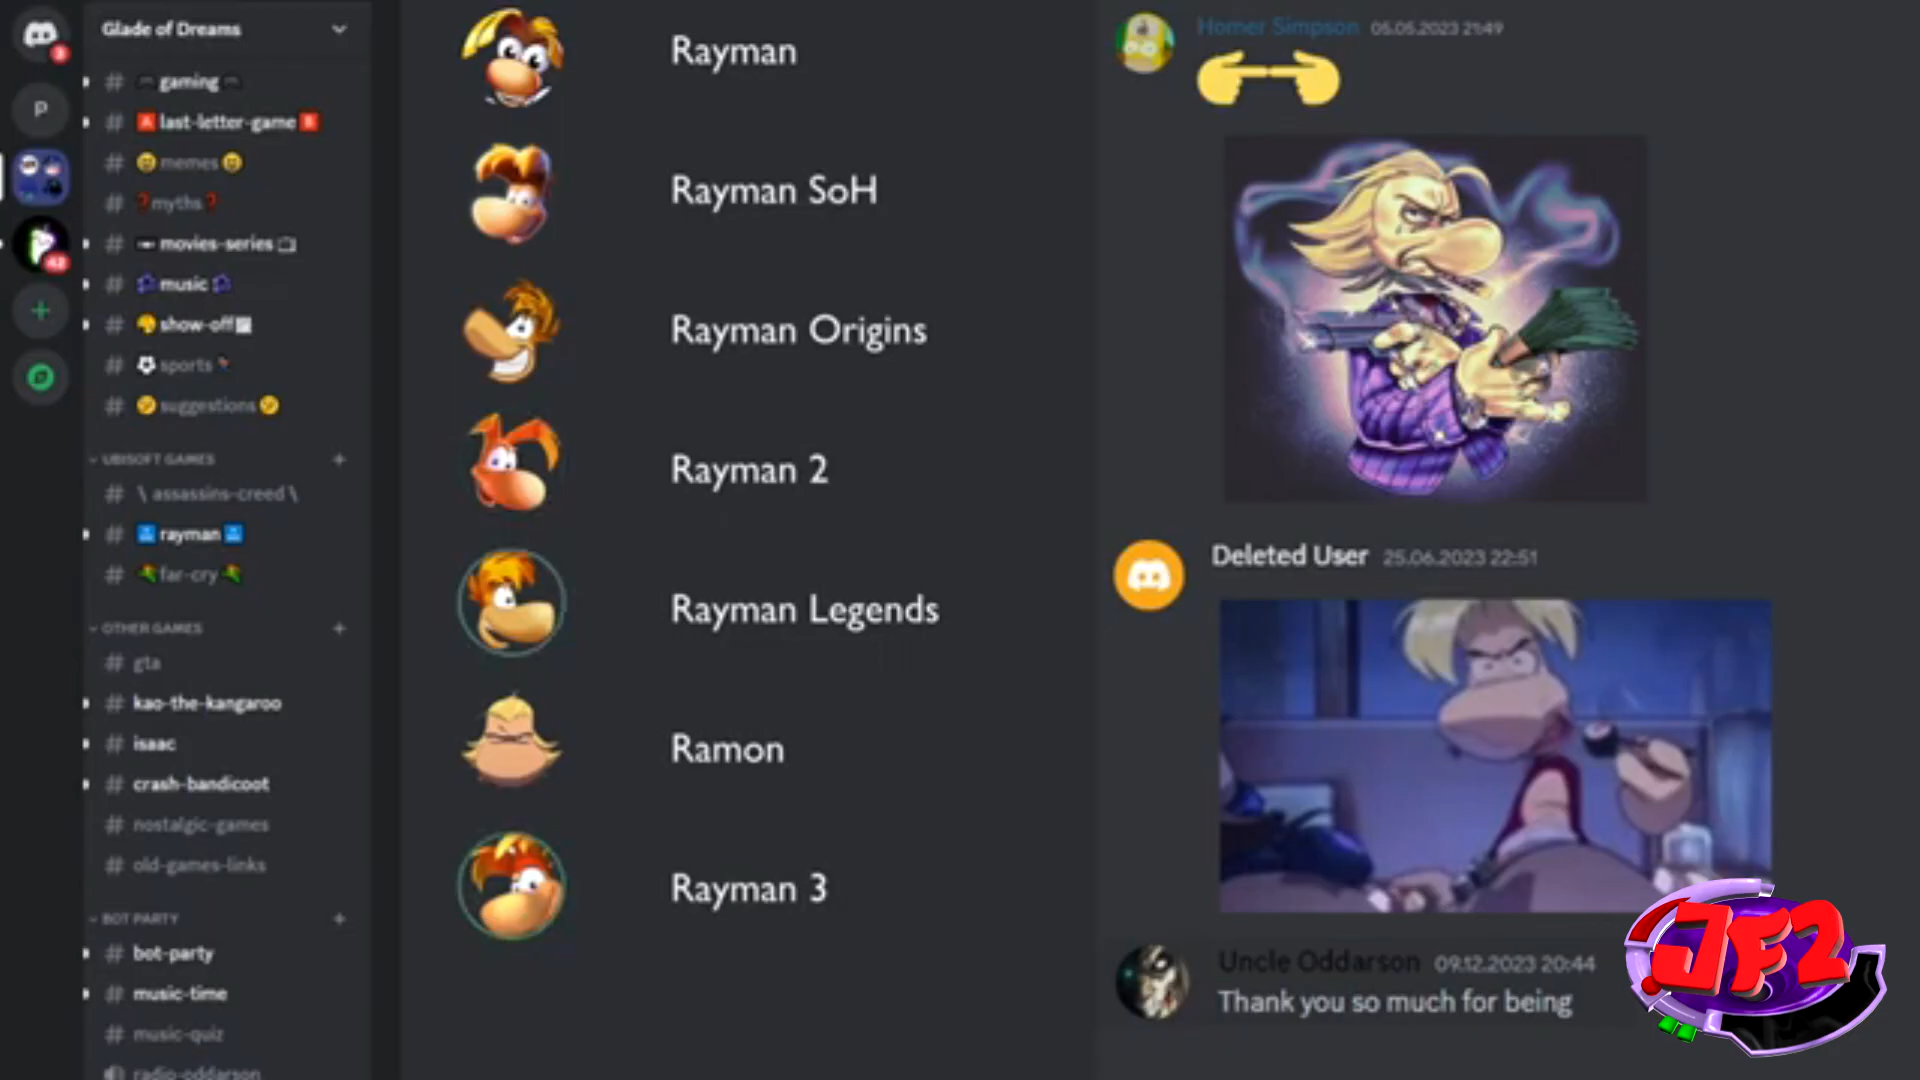 3
P
42
Glade of Dreams
gaming
A last-letter-game B
memes
❓myths❓
movies-series
music
show-off
sports
suggestions
UBISOFT GAMES
\ assassins-creed \
rayman
far-cry
OTHER GAMES
gta
kao-the-kangaroo
isaac
crash-bandicoot
nostalgic-games
old-games-links
BOT PARTY
bot-party
music-time
music-quiz
radio-oddarson
Rayman
Rayman SoH
Rayman Origins
Rayman 2
Rayman Legends
Ramon
Rayman 3
Homer Simpson 05.05.2023 21:49
Deleted User 25.06.2023 22:51
Uncle Oddarson 09.12.2023 20:44
Thank you so much for being
JF2